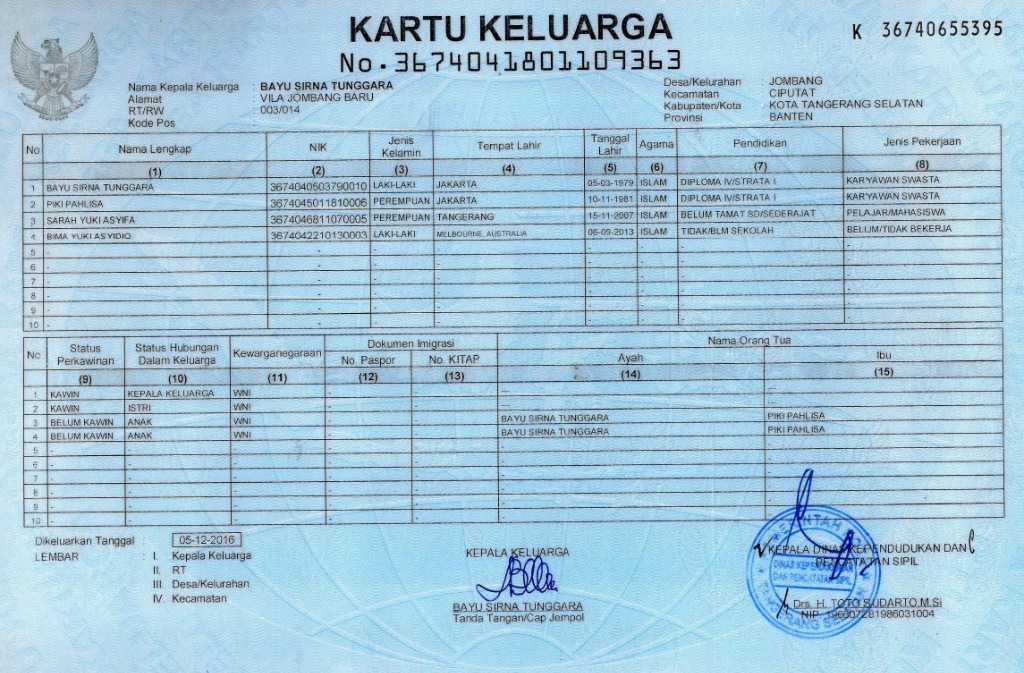 KARTU KELUARGA
No. 3674041801109363
K 36740655395
Nama Kepala Keluarga : BAYU SIRNA TUNGGARA
Alamat : VILA JOMBANG BARU
RT/RW : 003/014
Kode Pos :
Desa/Kelurahan : JOMBANG
Kecamatan : CIPUTAT
Kabupaten/Kota : KOTA TANGERANG SELATAN
Provinsi : BANTEN
No Nama Lengkap NIK Jenis Kelamin Tempat Lahir Tanggal Lahir Agama Pendidikan Jenis Pekerjaan
(1) (2) (3) (4) (5) (6) (7) (8)
1 BAYU SIRNA TUNGGARA 3674040503790010 LAKI-LAKI JAKARTA 05-03-1979 ISLAM DIPLOMA IV/STRATA I KARYAWAN SWASTA
2 PIKI PAHLISA 3674045011810006 PEREMPUAN JAKARTA 10-11-1981 ISLAM DIPLOMA IV/STRATA I KARYAWAN SWASTA
3 SARAH YUKI ASYIFA 3674046811070005 PEREMPUAN TANGERANG 15-11-2007 ISLAM BELUM TAMAT SD/SEDERAJAT PELAJAR/MAHASISWA
4 BIMA YUKI ASYIDIQ 3674042210130003 LAKI-LAKI MELBOURNE, AUSTRALIA 06-09-2013 ISLAM TIDAK/BLM SEKOLAH BELUM/TIDAK BEKERJA
5 - - - - - - - -
6 - - - - - - - -
7 - - - - - - - -
8 - - - - - - - -
9 - - - - - - - -
10 - - - - - - - -
No Status Perkawinan Status Hubungan Dalam Keluarga Kewarganegaraan Dokumen Imigrasi Nama Orang Tua
No. Paspor No. KITAP Ayah Ibu
(9) (10) (11) (12) (13) (14) (15)
1 KAWIN KEPALA KELUARGA WNI
2 KAWIN ISTRI WNI
3 BELUM KAWIN ANAK WNI BAYU SIRNA TUNGGARA PIKI PAHLISA
4 BELUM KAWIN ANAK WNI BAYU SIRNA TUNGGARA PIKI PAHLISA
5 - - - - - - -
6 - - - - - - -
7 - - - - - - -
8 - - - - - - -
9 - - - - - - -
10 - - - - - - -
Dikeluarkan Tanggal : 05-12-2016
LEMBAR : I. Kepala Keluarga
II. RT
III. Desa/Kelurahan
IV. Kecamatan
KEPALA KELUARGA
BAYU SIRNA TUNGGARA
Tanda Tangan/Cap Jempol
KEPALA DINAS KEPENDUDUKAN DAN
PENCATATAN SIPIL
DINAS KEPENDUDUKAN
DAN PENCATATAN SIPIL
TANGERANG SELATAN
Drs. H. TOTO SUDARTO,M.Si
NIP. 196007281986031004